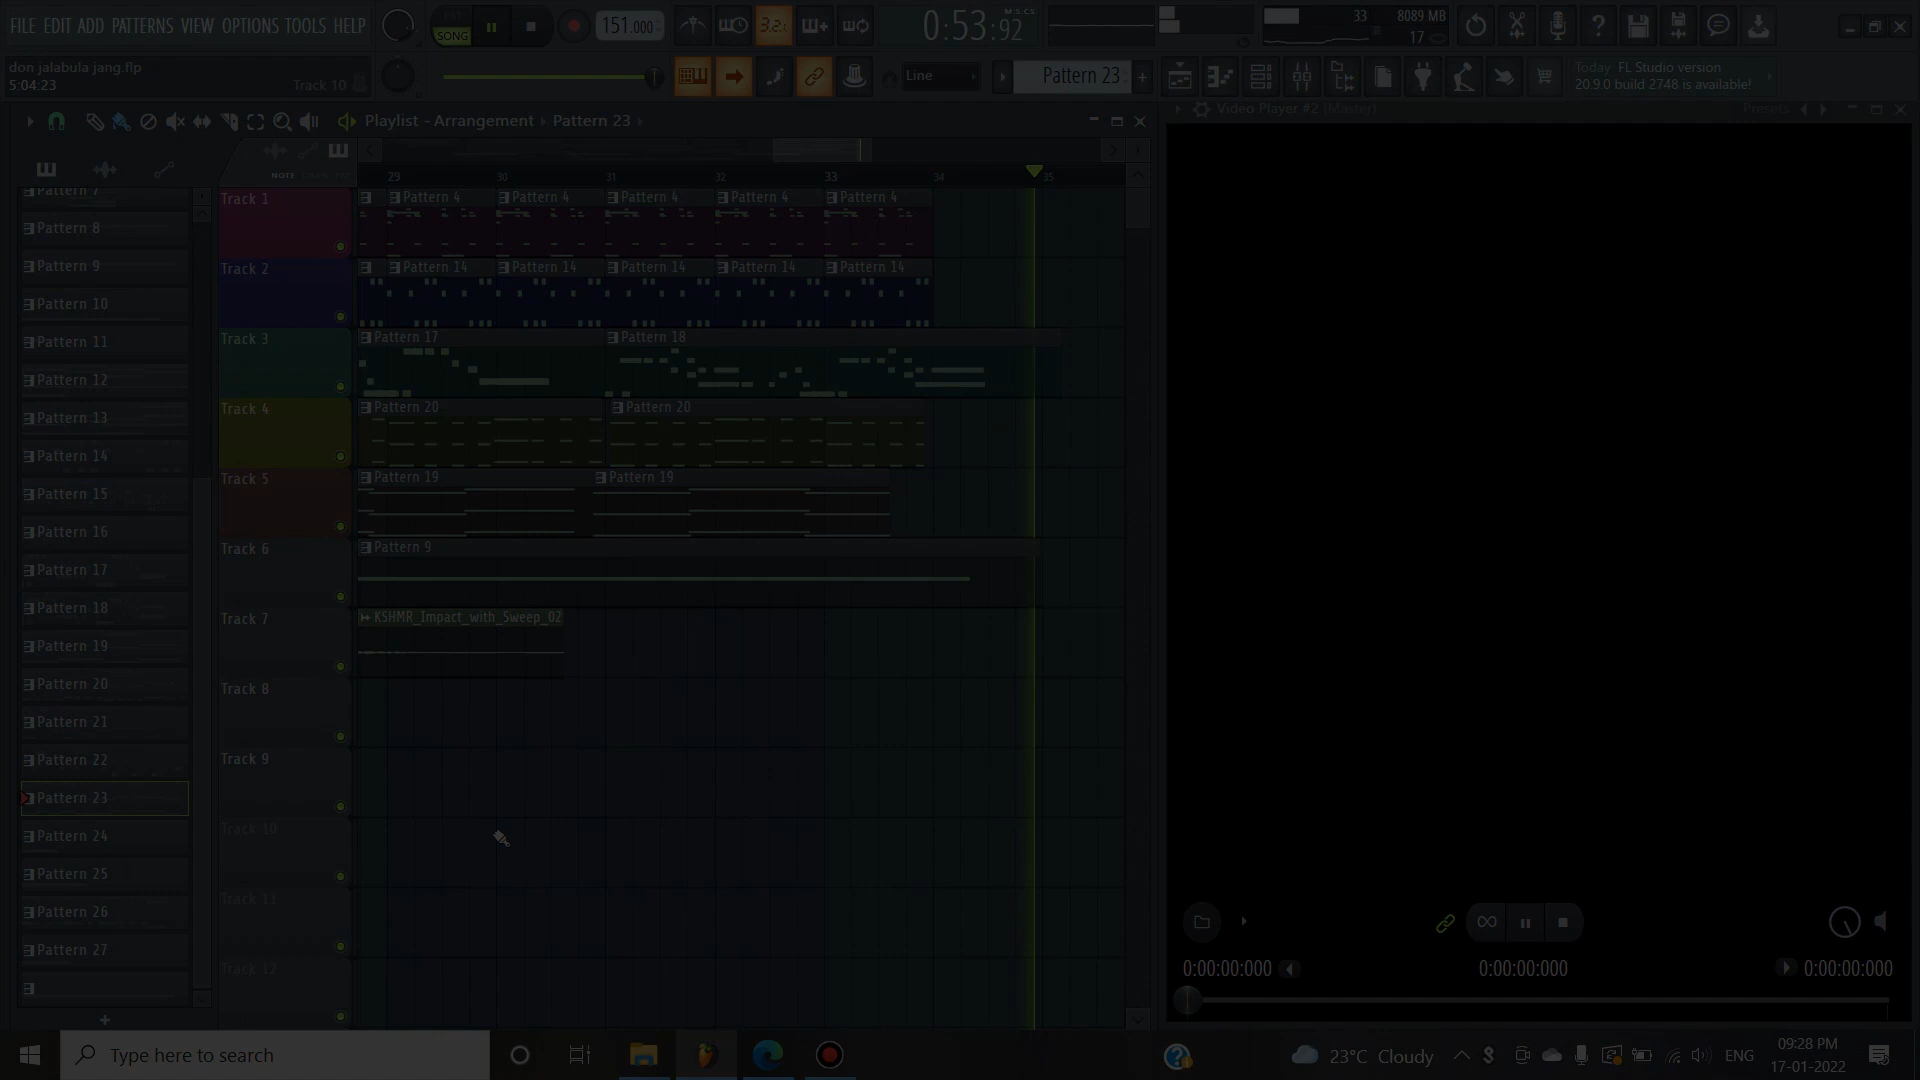 FILE EDIT ADD PATTERNS VIEW OPTIONS TOOLS HELP
SONG
151.000
3.2.
0:53:92
M:S:CS
33
8089 MB
17
don jalabula jang.flp
5:04:23
Track 10
Line
Pattern 23
Today FL Studio version
20.9.0 build 2748 is available!
Playlist - Arrangement
Pattern 23
Video Player #2 (Master)
Presets
NOTE
29
30
31
32
33
34
35
Pattern 7
Pattern 8
Pattern 9
Pattern 10
Pattern 11
Pattern 12
Pattern 13
Pattern 14
Pattern 15
Pattern 16
Pattern 17
Pattern 18
Pattern 19
Pattern 20
Pattern 21
Pattern 22
Pattern 23
Pattern 24
Pattern 25
Pattern 26
Pattern 27
Track 1
Pattern 4
Pattern 4
Pattern 4
Pattern 4
Pattern 4
Track 2
Pattern 14
Pattern 14
Pattern 14
Pattern 14
Pattern 14
Track 3
Pattern 17
Pattern 18
Track 4
Pattern 20
Pattern 20
Track 5
Pattern 19
Pattern 19
Track 6
Pattern 9
Track 7
KSHMR_Impact_with_Sweep_02
Track 8
Track 9
Track 10
Track 11
Track 12
0:00:00:000
0:00:00:000
0:00:00:000
Type here to search
23°C Cloudy
ENG
09:28 PM
17-01-2022